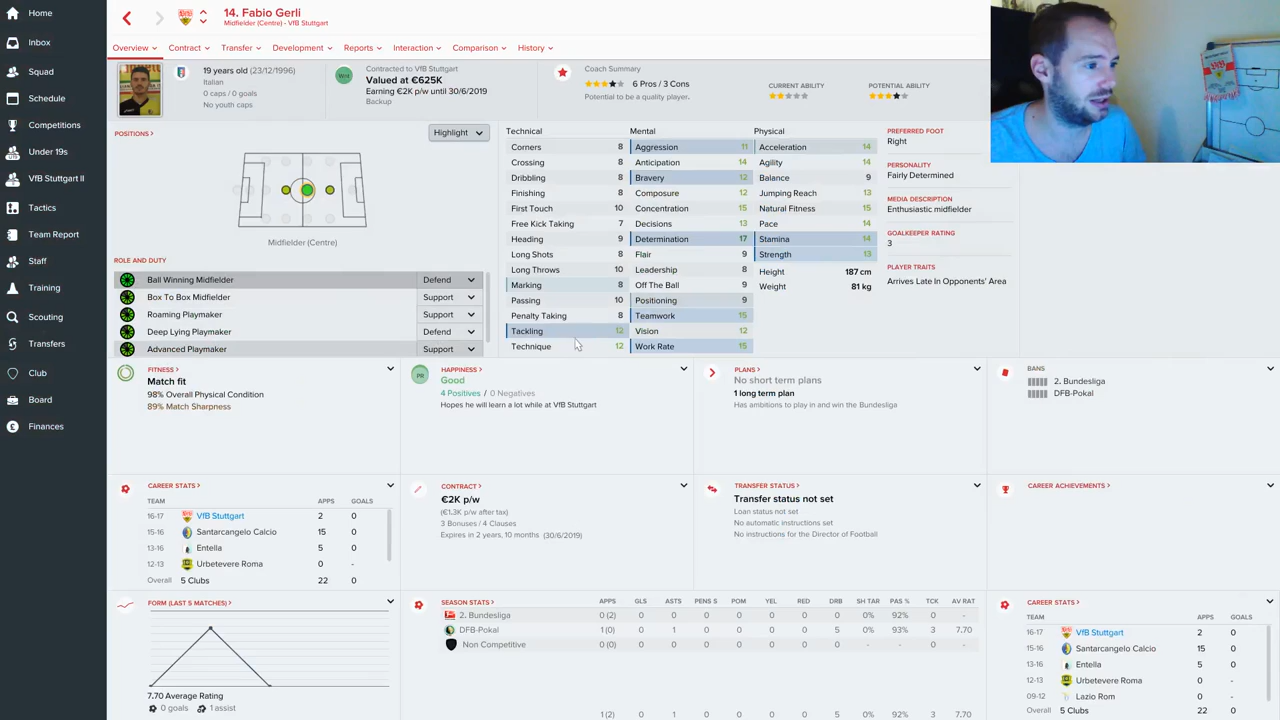 Home
Inbox
Squad
Schedule
Competitions
Under 19s
VfB Stuttgart II
Tactics
Team Report
Staff
Training
Scouting
Transfers
Club
Board
Finances
14. Fabio Gerli
Midfielder (Centre) - VfB Stuttgart
Overview Contract Transfer Development Reports Interaction Comparison History
19 years old (23/12/1996)
Italian
0 caps / 0 goals
No youth caps
Wnt
Contracted to VfB Stuttgart
Valued at €625K
Earning €2K p/w until 30/6/2019
Backup
Coach Summary
6 Pros / 3 Cons
Potential to be a quality player.
CURRENT ABILITY
POTENTIAL ABILITY
POSITIONS >
Highlight
Midfielder (Centre)
ROLE AND DUTY
Ball Winning Midfielder Defend
Box To Box Midfielder Support
Roaming Playmaker Support
Deep Lying Playmaker Defend
Advanced Playmaker Support
Technical
Corners 8
Crossing 8
Dribbling 8
Finishing 8
First Touch 10
Free Kick Taking 7
Heading 9
Long Shots 8
Long Throws 10
Marking 8
Passing 10
Penalty Taking 8
Tackling 12
Technique 12
Mental
Aggression 11
Anticipation 14
Bravery 12
Composure 12
Concentration 15
Decisions 13
Determination 17
Flair 9
Leadership 8
Off The Ball 9
Positioning 9
Teamwork 15
Vision 12
Work Rate 15
Physical
Acceleration 14
Agility 14
Balance 9
Jumping Reach 13
Natural Fitness 15
Pace 14
Stamina 14
Strength 13
Height 187 cm
Weight 81 kg
PREFERRED FOOT
Right
PERSONALITY
Fairly Determined
MEDIA DESCRIPTION
Enthusiastic midfielder
GOALKEEPER RATING
3
PLAYER TRAITS
Arrives Late In Opponents' Area
FITNESS >
Match fit
98% Overall Physical Condition
89% Match Sharpness
PR
HAPPINESS >
Good
4 Positives / 0 Negatives
Hopes he will learn a lot while at VfB Stuttgart
PLANS >
No short term plans
1 long term plan
Has ambitions to play in and win the Bundesliga
BANS
2. Bundesliga
DFB-Pokal
CAREER STATS >
TEAM APPS GOALS
16-17 VfB Stuttgart 2 0
15-16 Santarcangelo Calcio 15 0
13-16 Entella 5 0
12-13 Urbetevere Roma 0 -
Overall 5 Clubs 22 0
CONTRACT >
€2K p/w
(€1.3K p/w after tax)
3 Bonuses / 4 Clauses
Expires in 2 years, 10 months (30/6/2019)
TRANSFER STATUS >
Transfer status not set
Loan status not set
No automatic instructions set
No instructions for the Director of Football
CAREER ACHIEVEMENTS >
FORM (LAST 5 MATCHES) >
7.70 Average Rating
0 goals 1 assist
SEASON STATS > APPS GLS ASTS PENS S POM YEL RED DRB SH TAR PAS % TCK AV RAT
2. Bundesliga 0 (2) 0 0 0 0 0 0 0 0% 92% 0 -
DFB-Pokal 1 (0) 0 1 0 0 0 0 5 0% 93% 3 7.70
Non Competitive 0 (0) 0 0 0 0 0 0 0 - - - -
1 (2) 0 1 0 0 0 0 5 0% 92% 3 7.70
CAREER STATS >
TEAM APPS GOALS
16-17 VfB Stuttgart 2 0
15-16 Santarcangelo Calcio 15 0
13-16 Entella 5 0
12-13 Urbetevere Roma 0 0
09-12 Lazio Rom 0 0
Overall 5 Clubs 22 0